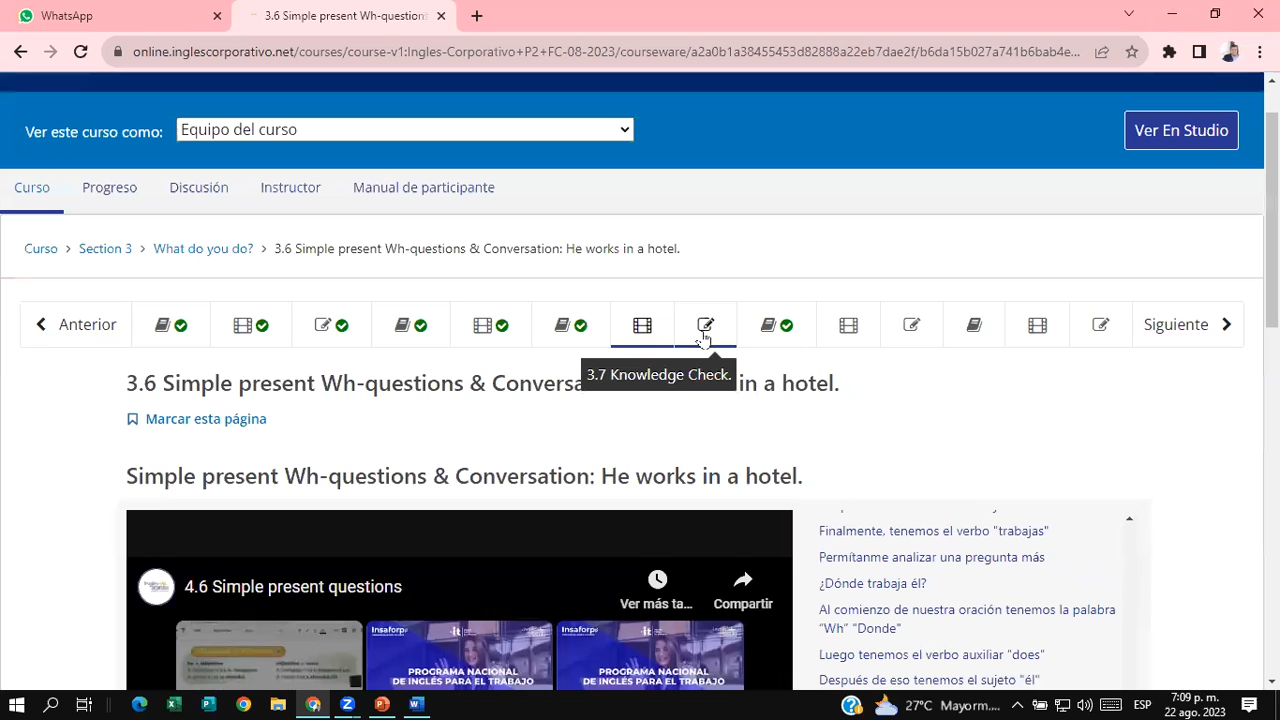 WhatsApp
3.6 Simple present Wh-questions
online.inglescorporativo.net/courses/course-v1:Ingles-Corporativo+P2+FC-08-2023/courseware/a2a0b1a38455453d82888a22eb7dae2f/b6da15b027a741b6bab4e...
Ver este curso como:
Equipo del curso
Ver En Studio
Curso
Progreso
Discusión
Instructor
Manual de participante
Curso > Section 3 > What do you do? > 3.6 Simple present Wh-questions & Conversation: He works in a hotel.
Anterior
Siguiente
3.7 Knowledge Check.
3.6 Simple present Wh-questions & Conversa in a hotel.
Marcar esta página
Simple present Wh-questions & Conversation: He works in a hotel.
4.6 Simple present questions
Ver más ta...
Compartir
Insaforp
PROGRAMA NACIONAL
DE INGLÉS PARA EL TRABAJO
Insaforp
PROGRAMA NACIONAL
DE INGLÉS PARA EL TRABAJO
Finalmente, tenemos el verbo "trabajas"
Permítanme analizar una pregunta más
¿Dónde trabaja él?
Al comienzo de nuestra oración tenemos la palabra
"Wh" "Donde"
Luego tenemos el verbo auxiliar "does"
Después de eso tenemos el sujeto "él"
27°C Mayorm...
ESP
7:09 p. m.
22 ago. 2023